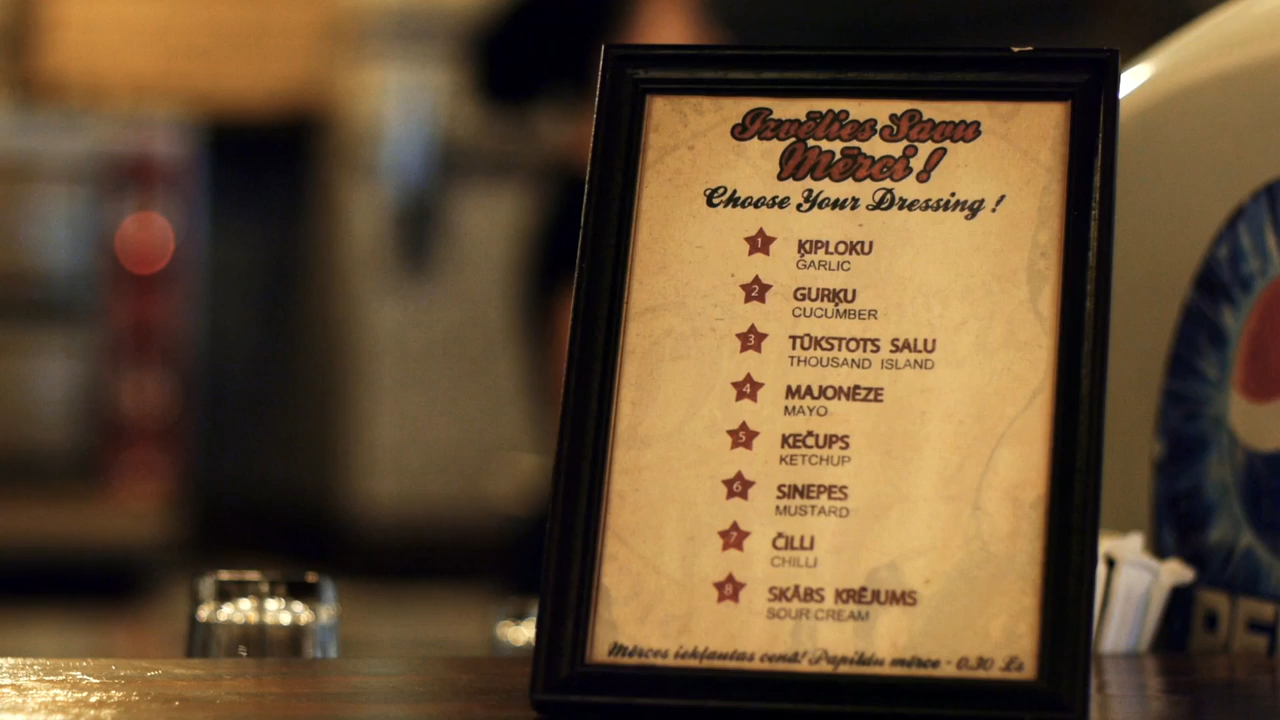 Izvēlies Savu
Mērci !
Choose Your Dressing !
1 ĶIPLOKU
GARLIC
2 GURĶU
CUCUMBER
3 TŪKSTOTS SALU
THOUSAND ISLAND
4 MAJONĒZE
MAYO
5 KEČUPS
KETCHUP
6 SINEPES
MUSTARD
7 ČILLI
CHILLI
8 SKĀBS KRĒJUMS
SOUR CREAM
Mērces iekļautas cenā! Papildu mērce - 0.30 Ls